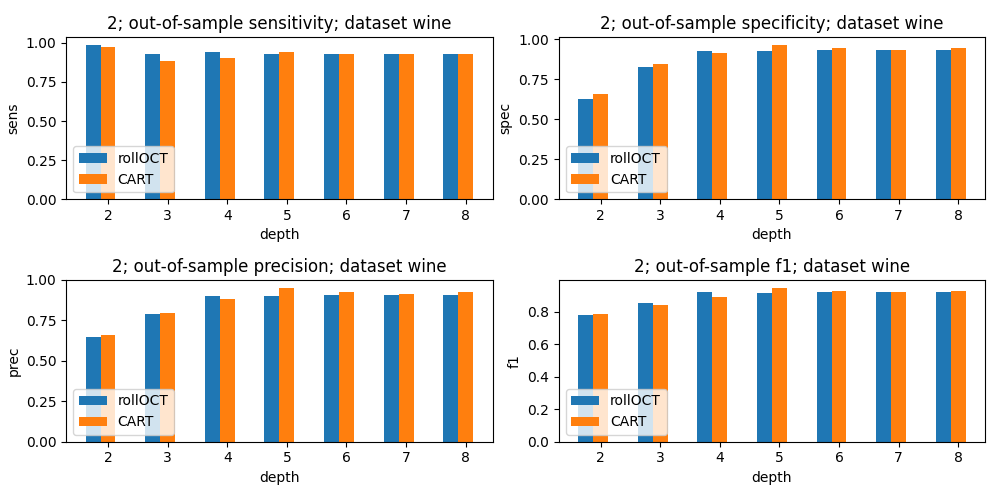 2; out-of-sample sensitivity; dataset wine
1.00
0.75
0.50
0.25
0.00
sens
rollOCT
CART
2 3 4 5 6 7 8
depth
2; out-of-sample specificity; dataset wine
1.00
0.75
0.50
0.25
0.00
spec
rollOCT
CART
2 3 4 5 6 7 8
depth
2; out-of-sample precision; dataset wine
1.00
0.75
0.50
0.25
0.00
prec
rollOCT
CART
2 3 4 5 6 7 8
depth
2; out-of-sample f1; dataset wine
0.8
0.6
0.4
0.2
0.0
f1
rollOCT
CART
2 3 4 5 6 7 8
depth